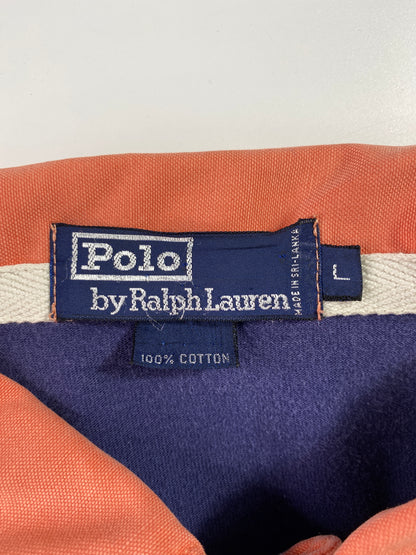 Polo
by Ralph Lauren
MADE IN SRI-LANKA
L
100% COTTON